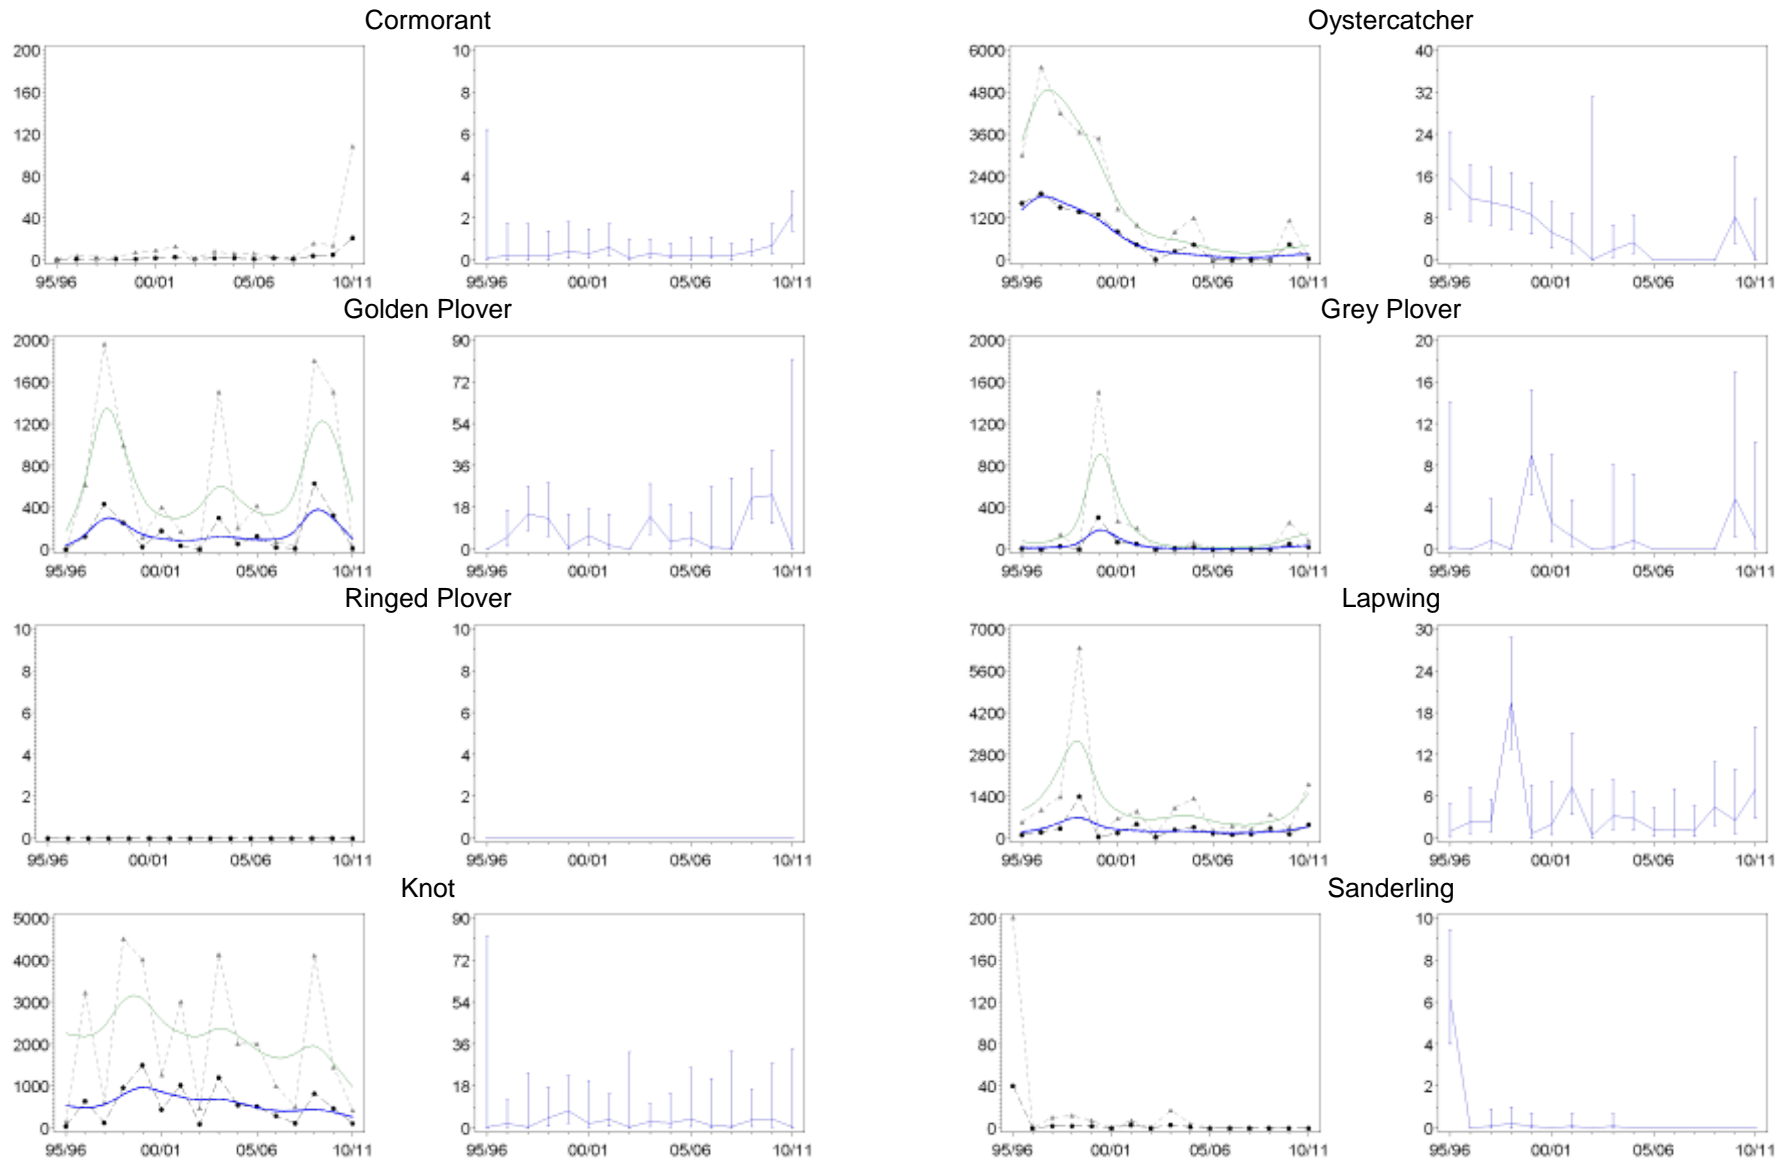 Cormorant
Oystercatcher
200 160 120 80 40 0
95/96 00/01 05/06 10/11
10 8 6 4 2 0
95/96 00/01 05/06 10/11
6000 4800 3600 2400 1200 0
95/96 00/01 05/06 10/11
40 32 24 16 8 0
95/96 00/01 05/06 10/11
Golden Plover
Grey Plover
2000 1600 1200 800 400 0
95/96 00/01 05/06 10/11
90 72 54 36 18 0
95/96 00/01 05/06 10/11
2000 1600 1200 800 400 0
95/96 00/01 05/06 10/11
20 16 12 8 4 0
95/96 00/01 05/06 10/11
Ringed Plover
Lapwing
10 8 6 4 2 0
95/96 00/01 05/06 10/11
10 8 6 4 2 0
95/96 00/01 05/06 10/11
7000 5600 4200 2800 1400 0
95/96 00/01 05/06 10/11
30 24 18 12 6 0
95/96 00/01 05/06 10/11
Knot
Sanderling
5000 4000 3000 2000 1000 0
95/96 00/01 05/06 10/11
90 72 54 36 18 0
95/96 00/01 05/06 10/11
200 160 120 80 40 0
95/96 00/01 05/06 10/11
10 8 6 4 2 0
95/96 00/01 05/06 10/11